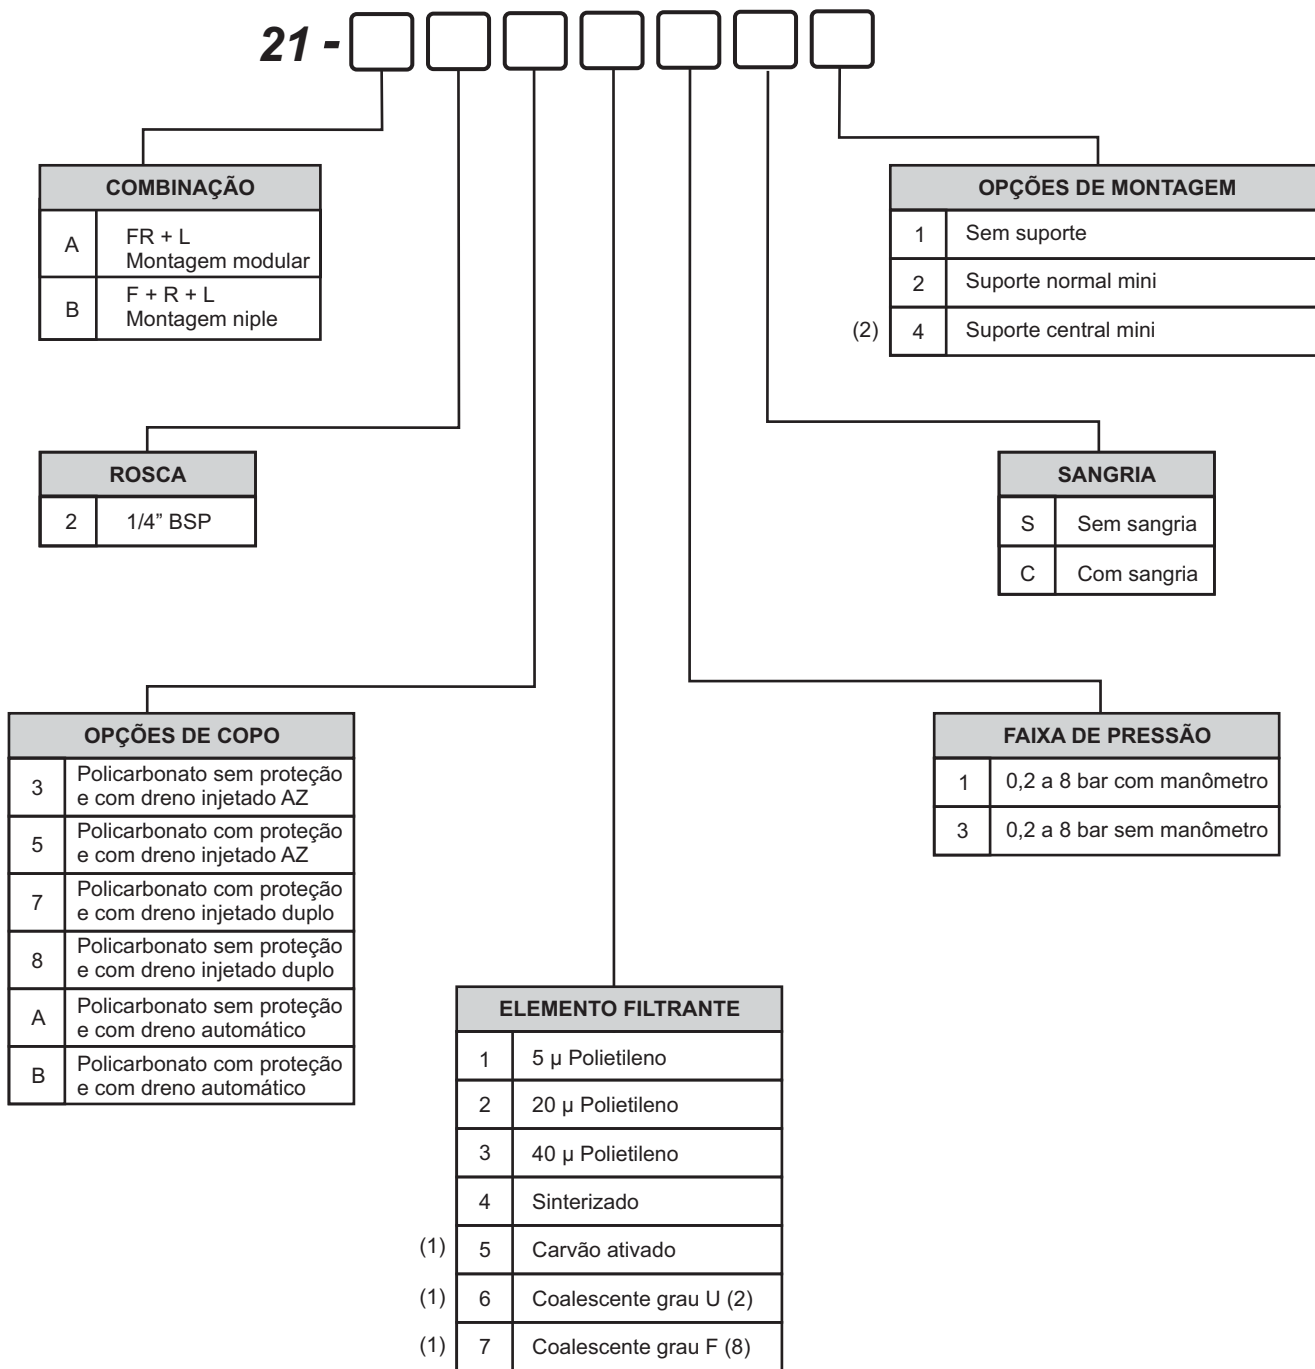 21 -
COMBINAÇÃO
A
FR + L
Montagem modular
B
F + R + L
Montagem niple
OPÇÕES DE MONTAGEM
1 Sem suporte
2 Suporte normal mini
(2) 4 Suporte central mini
ROSCA
2 1/4” BSP
SANGRIA
S Sem sangria
C Com sangria
OPÇÕES DE COPO
3
Policarbonato sem proteção
e com dreno injetado AZ
5
Policarbonato com proteção
e com dreno injetado AZ
7
Policarbonato com proteção
e com dreno injetado duplo
8
Policarbonato sem proteção
e com dreno injetado duplo
A
Policarbonato sem proteção
e com dreno automático
B
Policarbonato com proteção
e com dreno automático
FAIXA DE PRESSÃO
1 0,2 a 8 bar com manômetro
3 0,2 a 8 bar sem manômetro
ELEMENTO FILTRANTE
1 5 µ Polietileno
2 20 µ Polietileno
3 40 µ Polietileno
4 Sinterizado
(1) 5 Carvão ativado
(1) 6 Coalescente grau U (2)
(1) 7 Coalescente grau F (8)